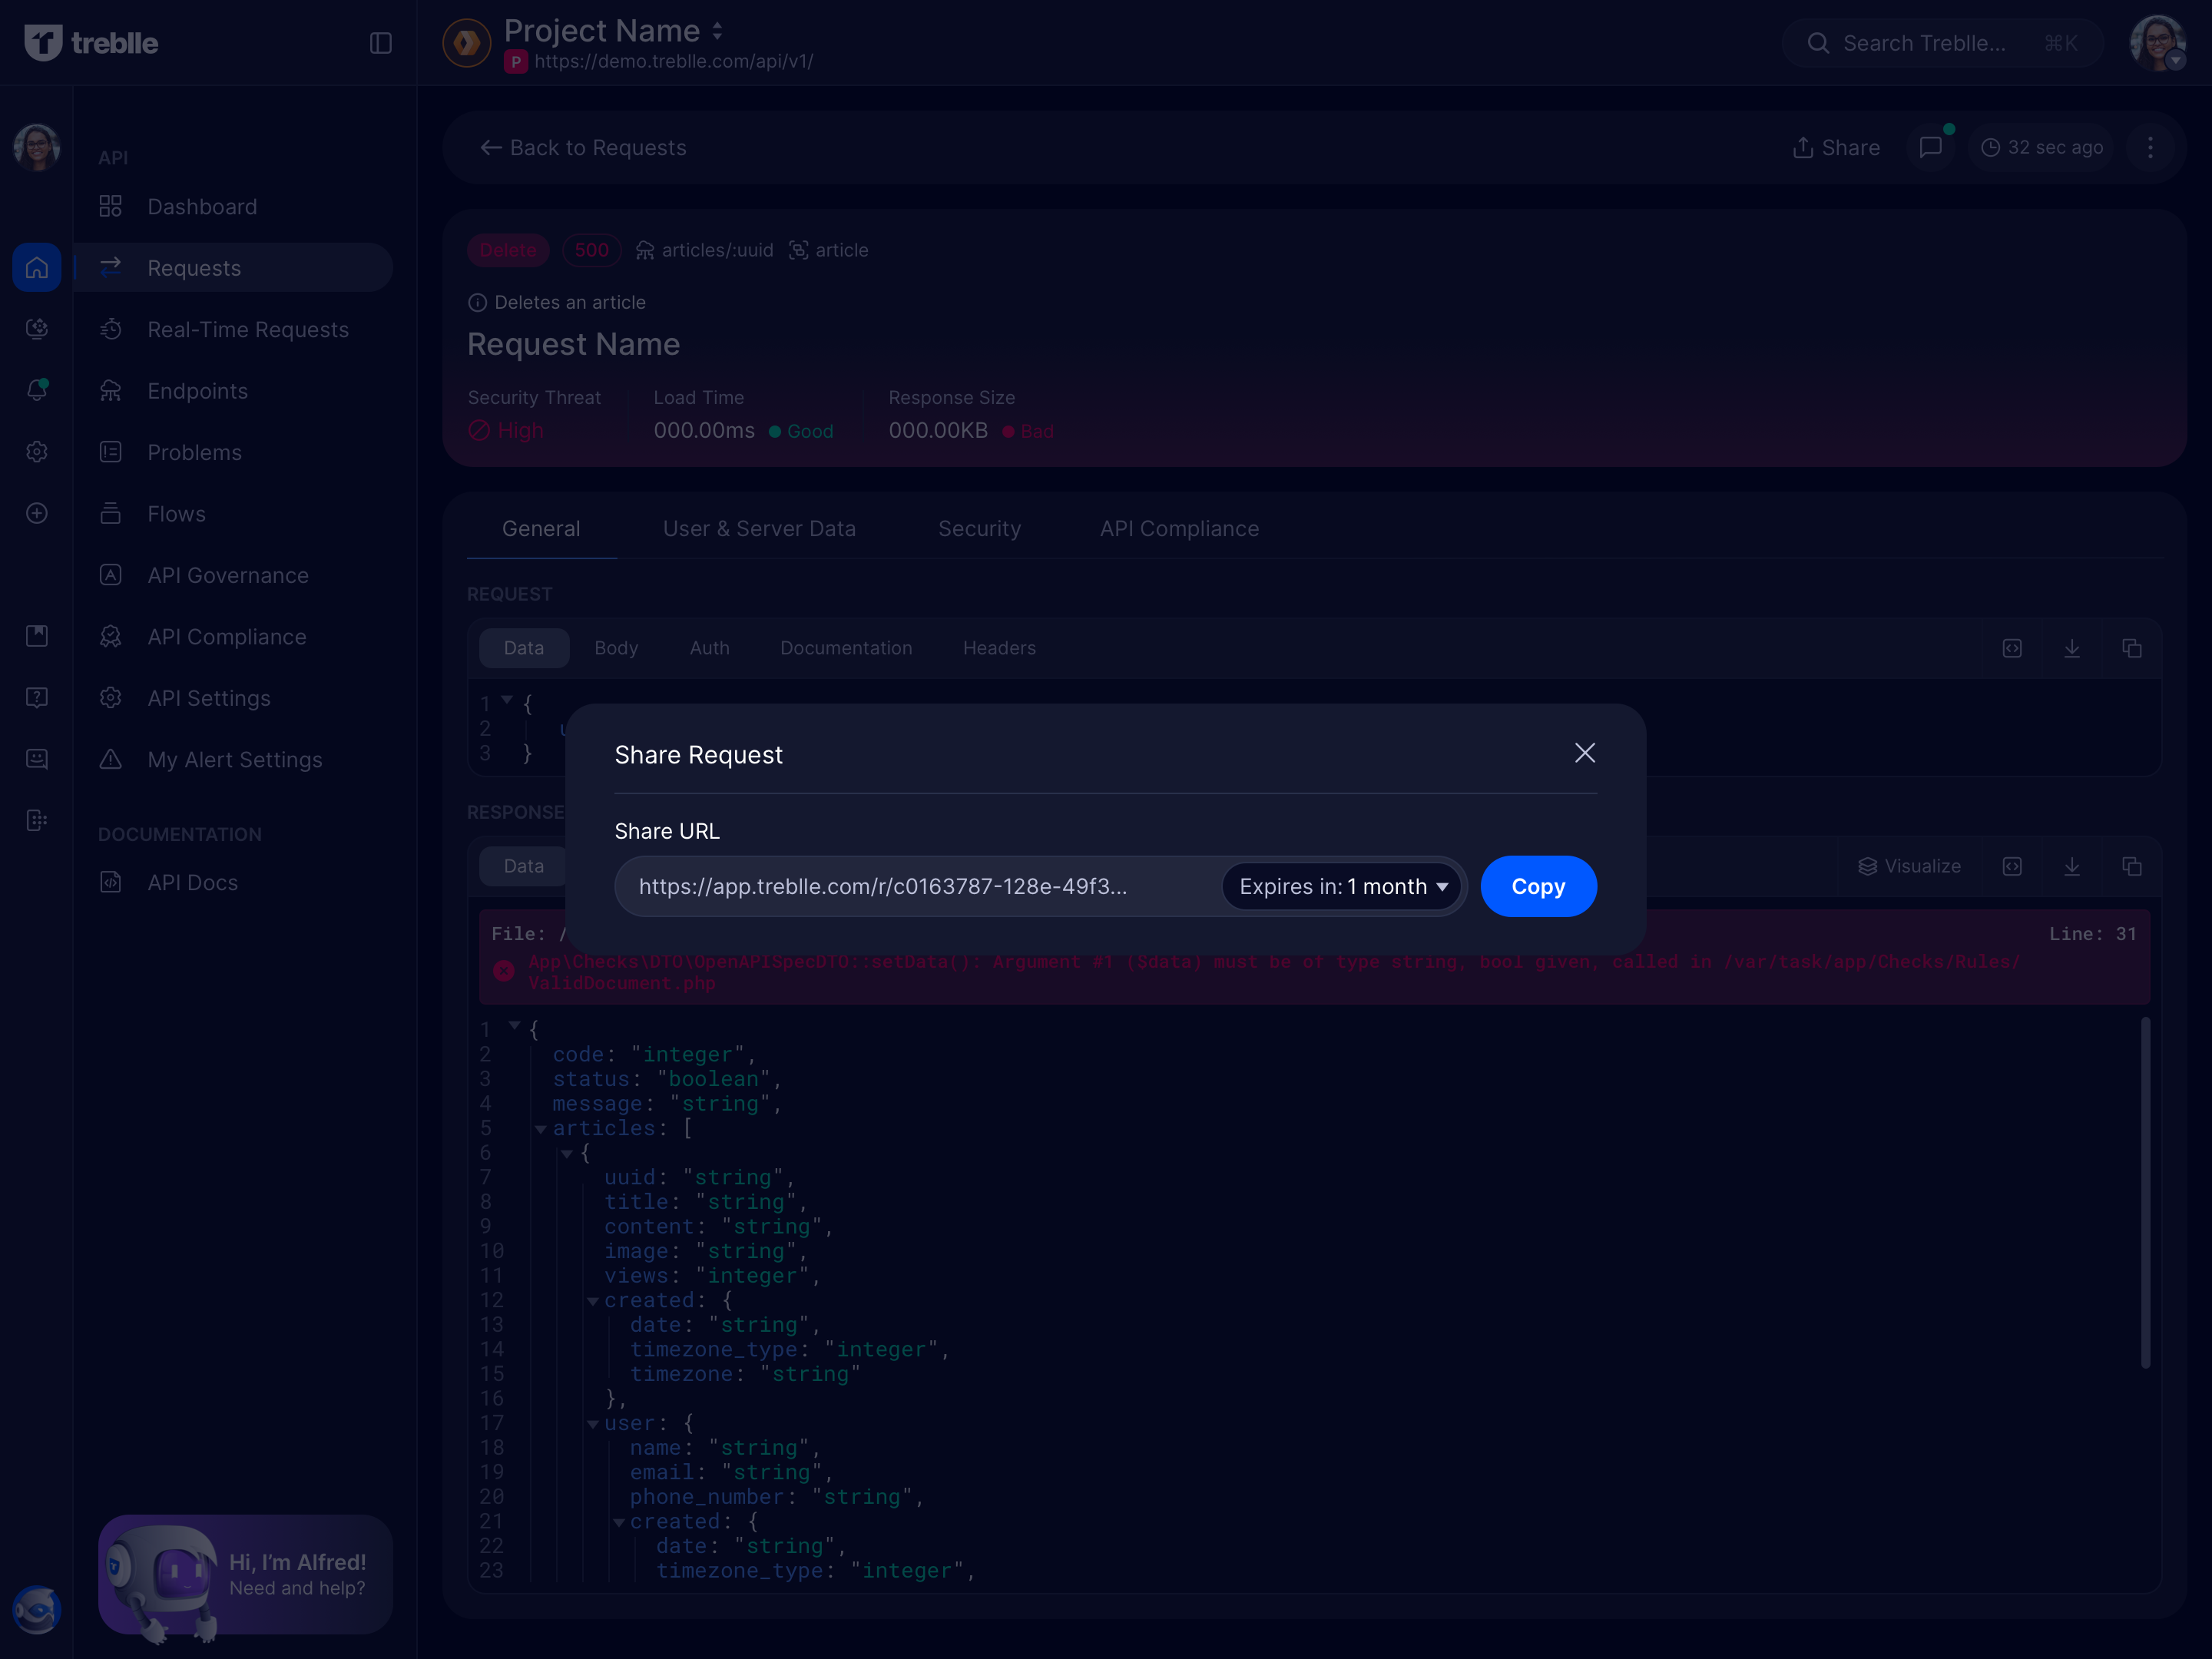 treblle
Project Name
P https://demo.treblle.com/api/v1/
Search Treblle... ⌘K
API
Dashboard
Requests
Real-Time Requests
Endpoints
Problems
Flows
API Governance
API Compliance
API Settings
My Alert Settings
DOCUMENTATION
API Docs
Hi, I'm Alfred!
Need and help?
Back to Requests
Share
32 sec ago
Delete 500 articles/:uuid article
Deletes an article
Request Name
Security Threat Load Time Response Size
High 000.00ms Good 000.00KB Bad
General User & Server Data Security API Compliance
REQUEST
Data Body Auth Documentation Headers
1 {
2
3 }
Share Request
Share URL
https://app.treblle.com/r/c0163787-128e-49f3... Expires in: 1 month Copy
RESPONSE
Data Visualize
File: / Line: 31
App\Checks\DTO\OpenAPISpecDTO::setData(): Argument #1 ($data) must be of type string, bool given, called in /var/task/app/Checks/Rules/
ValidDocument.php
1 {
2 code: "integer",
3 status: "boolean",
4 message: "string",
5 articles: [
6 {
7 uuid: "string",
8 title: "string",
9 content: "string",
10 image: "string",
11 views: "integer",
12 created: {
13 date: "string",
14 timezone_type: "integer",
15 timezone: "string"
16 },
17 user: {
18 name: "string",
19 email: "string",
20 phone_number: "string",
21 created: {
22 date: "string",
23 timezone_type: "integer",